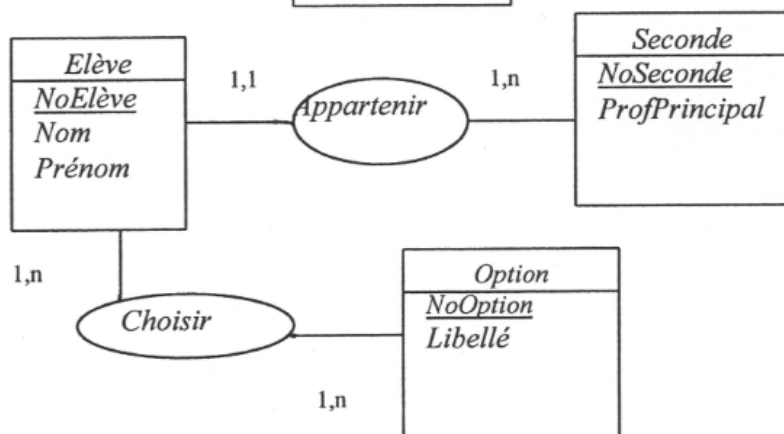 Elève
NoElève
Nom
Prénom
1,1
Appartenir
1,n
Seconde
NoSeconde
ProfPrincipal
1,n
Choisir
1,n
Option
NoOption
Libellé